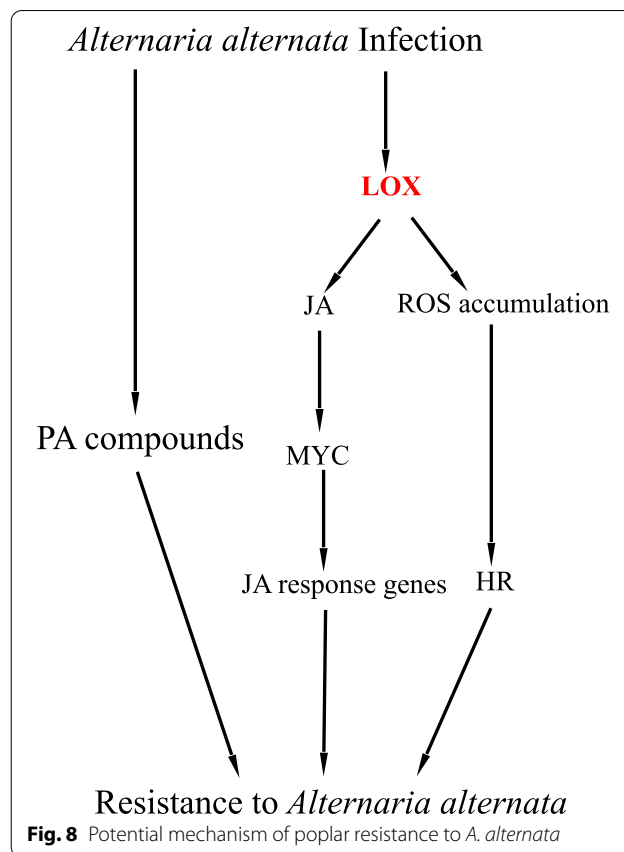 Alternaria alternata Infection
LOX
JA
ROS accumulation
PA compounds
MYC
JA response genes
HR
Resistance to Alternaria alternata
Fig. 8 Potential mechanism of poplar resistance to A. alternata